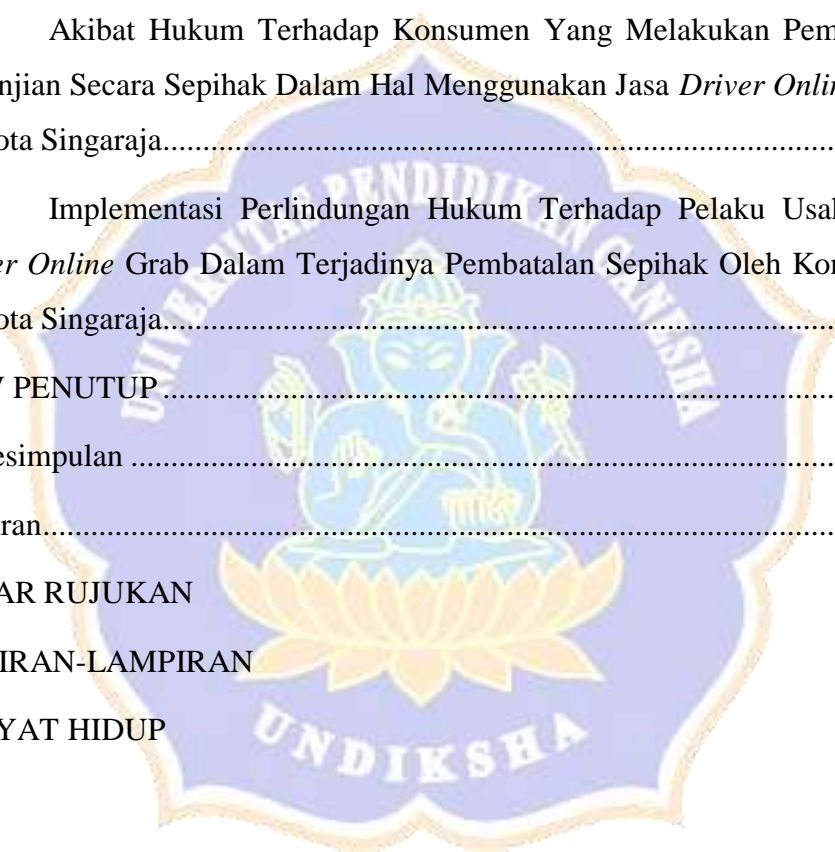 Akibat Hukum Terhadap Konsumen Yang Melakukan Pem
njian Secara Sepihak Dalam Hal Menggunakan Jasa Driver Onlin
ota Singaraja.....................................................................................
Implementasi Perlindungan Hukum Terhadap Pelaku Usal
er Online Grab Dalam Terjadinya Pembatalan Sepihak Oleh Kor
ota Singaraja.....................................................................................
PENUTUP.....................................................................................
esimpulan.....................................................................................
ran.....................................................................................
AR RUJUKAN
IRAN-LAMPIRAN
YAT HIDUP
UNIVERSITAS PENDIDIKAN GANESHA
UNDIKSHA